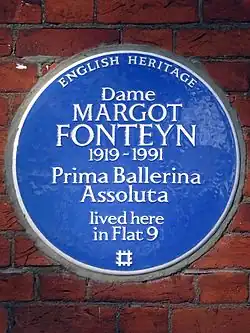 ENGLISH HERITAGE
Dame
MARGOT
FONTEYN
1919-1991
Prima Ballerina
Assoluta
lived here
in Flat 9